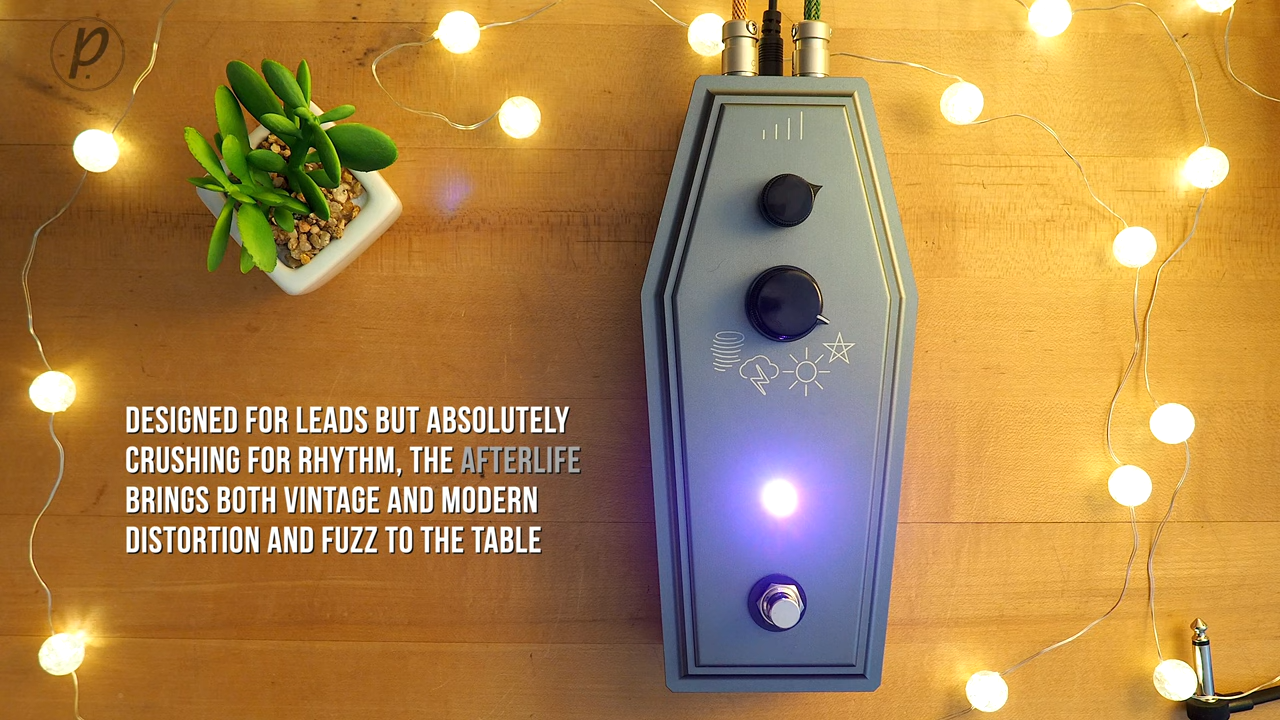 p
DESIGNED FOR LEADS BUT ABSOLUTELY
CRUSHING FOR RHYTHM, THE AFTERLIFE
BRINGS BOTH VINTAGE AND MODERN
DISTORTION AND FUZZ TO THE TABLE